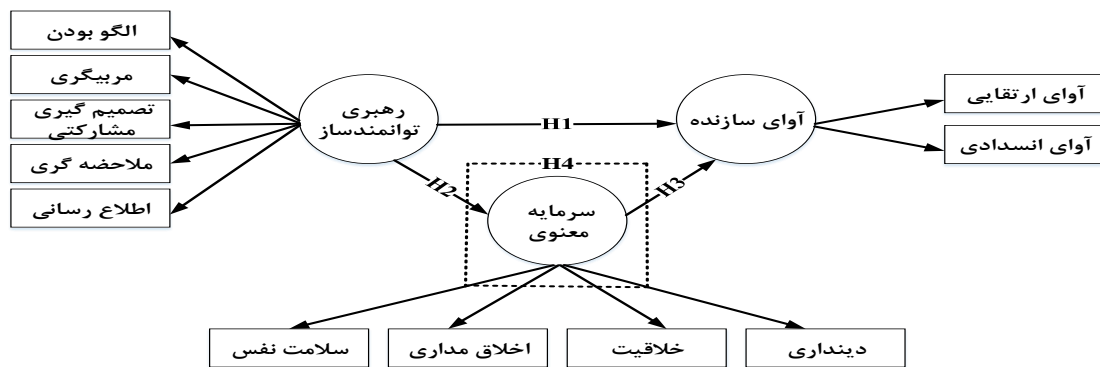 الگو بودن
مربیگری
تصمیم گیری
مشارکتی
ملاحضه گری
اطلاع رسانی
رهبری
توانمندساز
H1
آوای سازنده
آوای ارتقایی
آوای انسدادی
H2
H4
H3
سرمایه
معنوی
دینداری
خلاقیت
اخلاق مداری
سلامت نفس